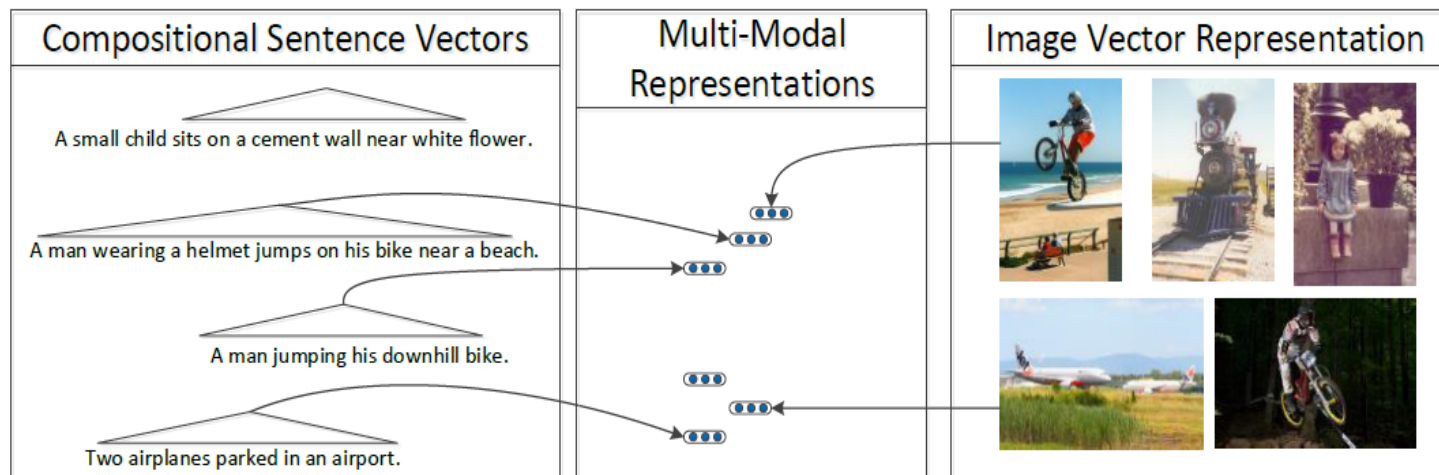 Compositional Sentence Vectors
A small child sits on a cement wall near white flower.
A man wearing a helmet jumps on his bike near a beach.
A man jumping his downhill bike.
Two airplanes parked in an airport.
Multi-Modal
Representations
Image Vector Representation